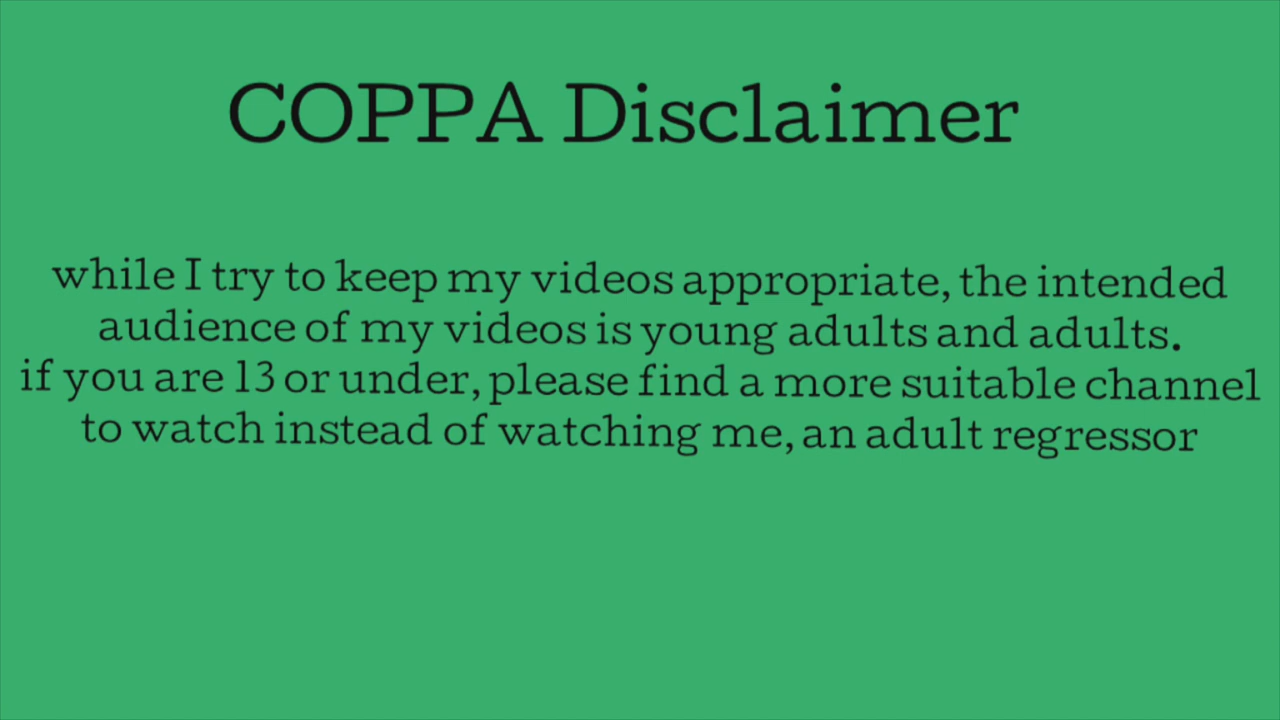 COPPA Disclaimer
while I try to keep my videos appropriate, the intended
audience of my videos is young adults and adults.
if you are 13 or under, please find a more suitable channel
to watch instead of watching me, an adult regressor